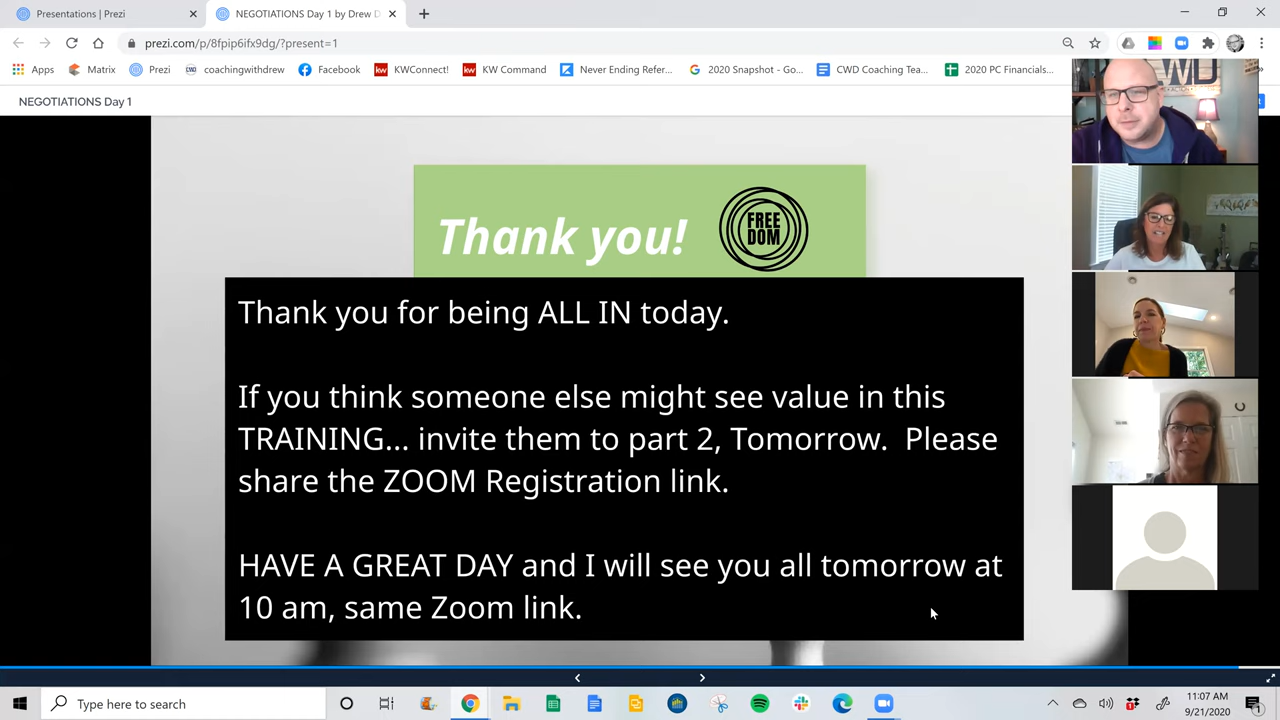 Presentations | Prezi
NEGOTIATIONS Day 1 by Drew D
prezi.com/p/8fpip6ifx9dg/?present=1
Apps
Matrix
Prezi
coachingwithdrew
Facebook
KWConnect!
KW Command
Never Ending Refer...
2020 Snapshot - Go...
CWD Coaching Tea...
2020 PC Financials...
NEGOTIATIONS Day 1
Thank you!
FREE
DOM
Thank you for being ALL IN today.
If you think someone else might see value in this
TRAINING... invite them to part 2, Tomorrow.  Please
share the ZOOM Registration link.
HAVE A GREAT DAY and I will see you all tomorrow at
10 am, same Zoom link.
Type here to search
11:07 AM
9/21/2020